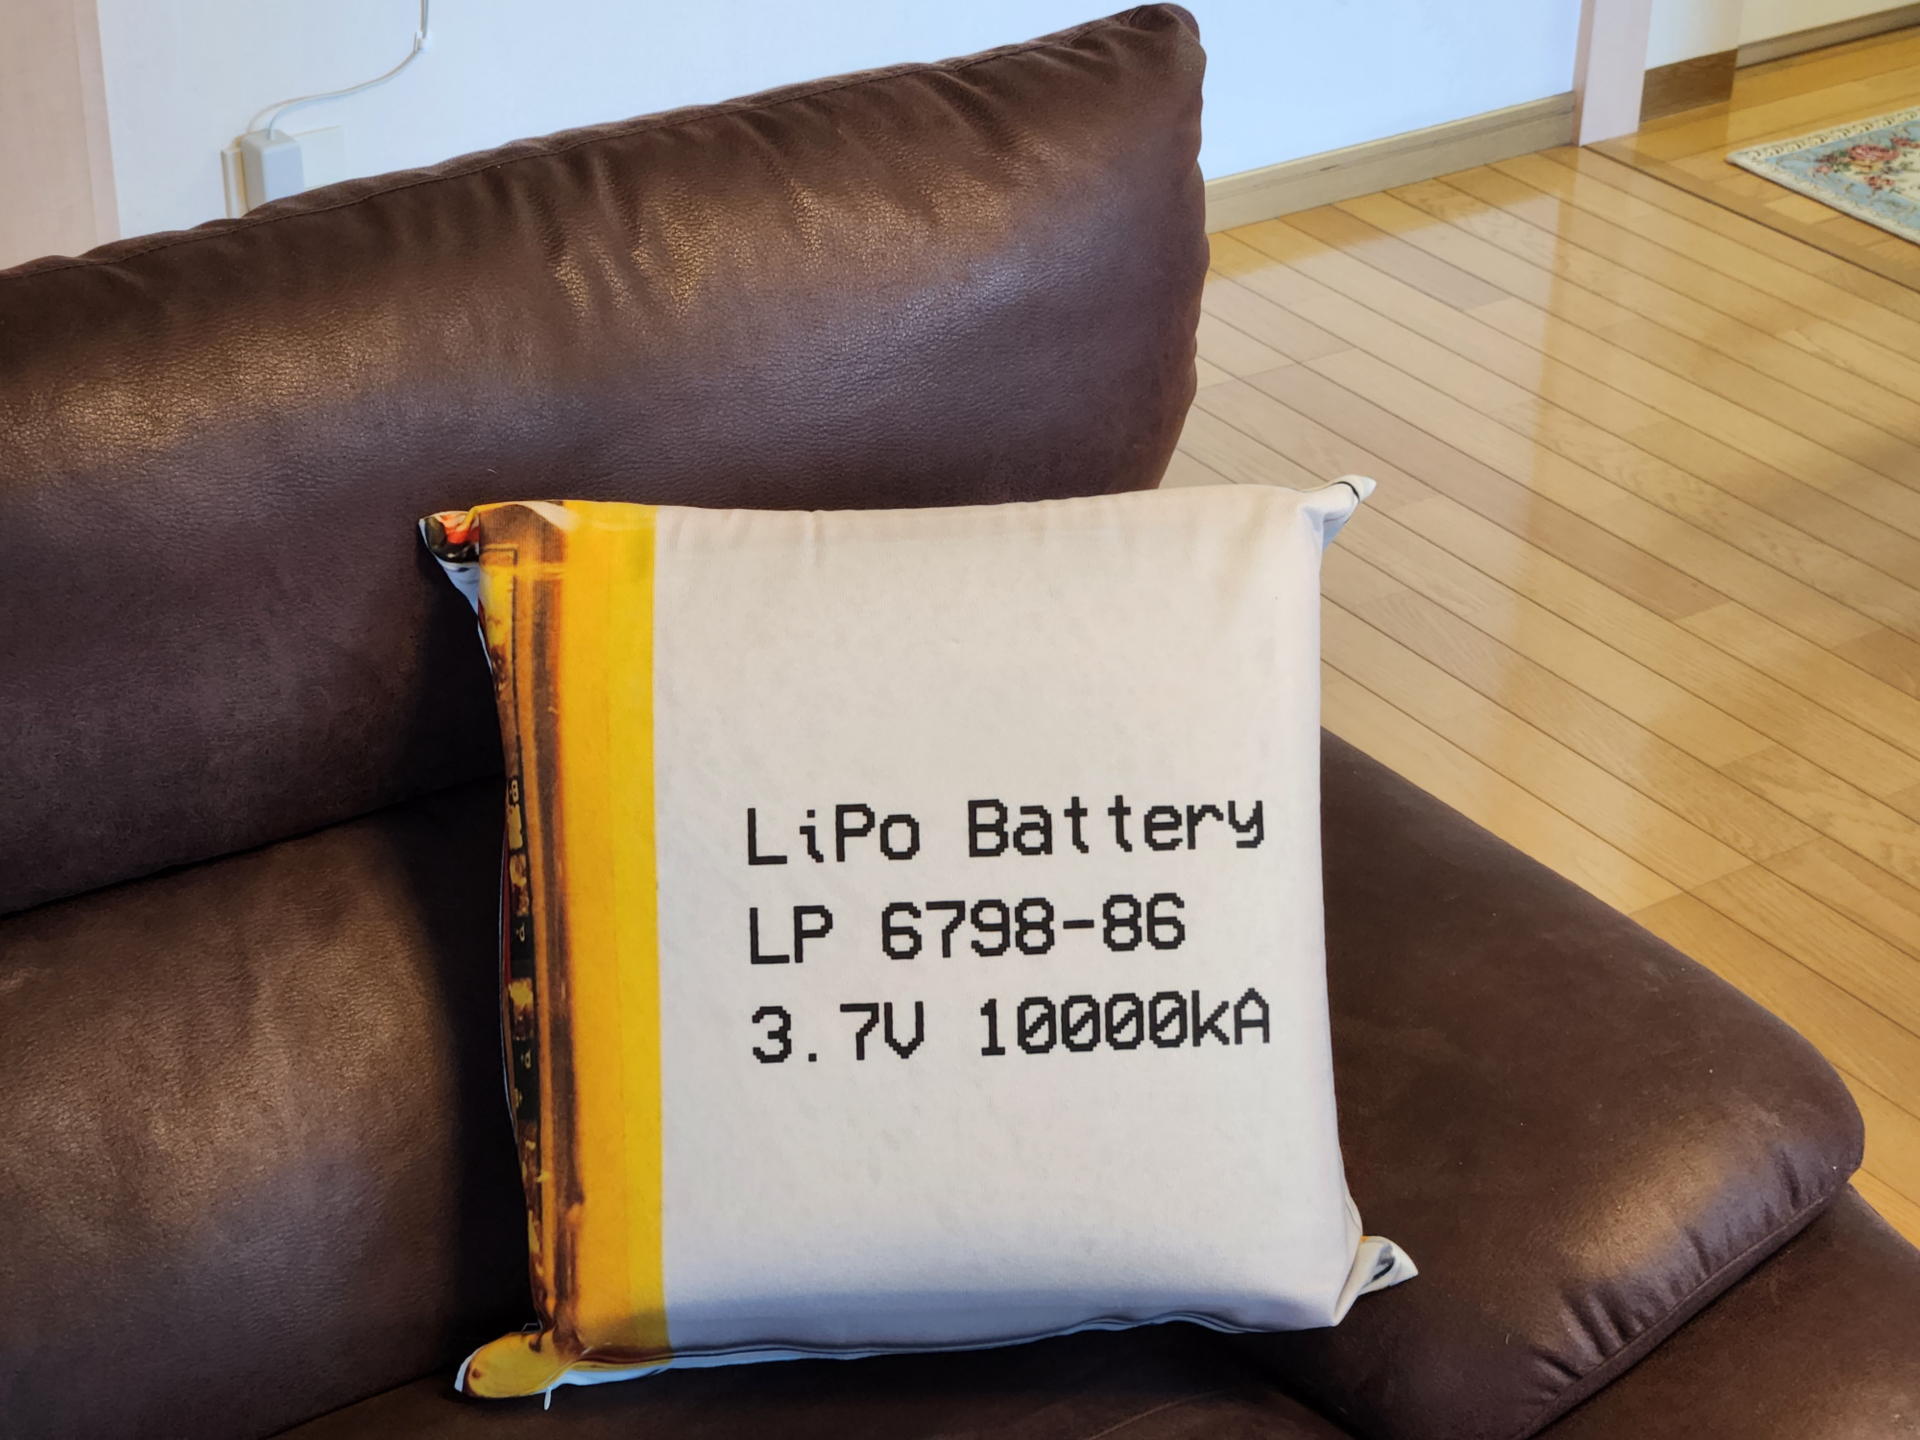 LiPo Battery
LP 6798-86
3.7V 10000kA